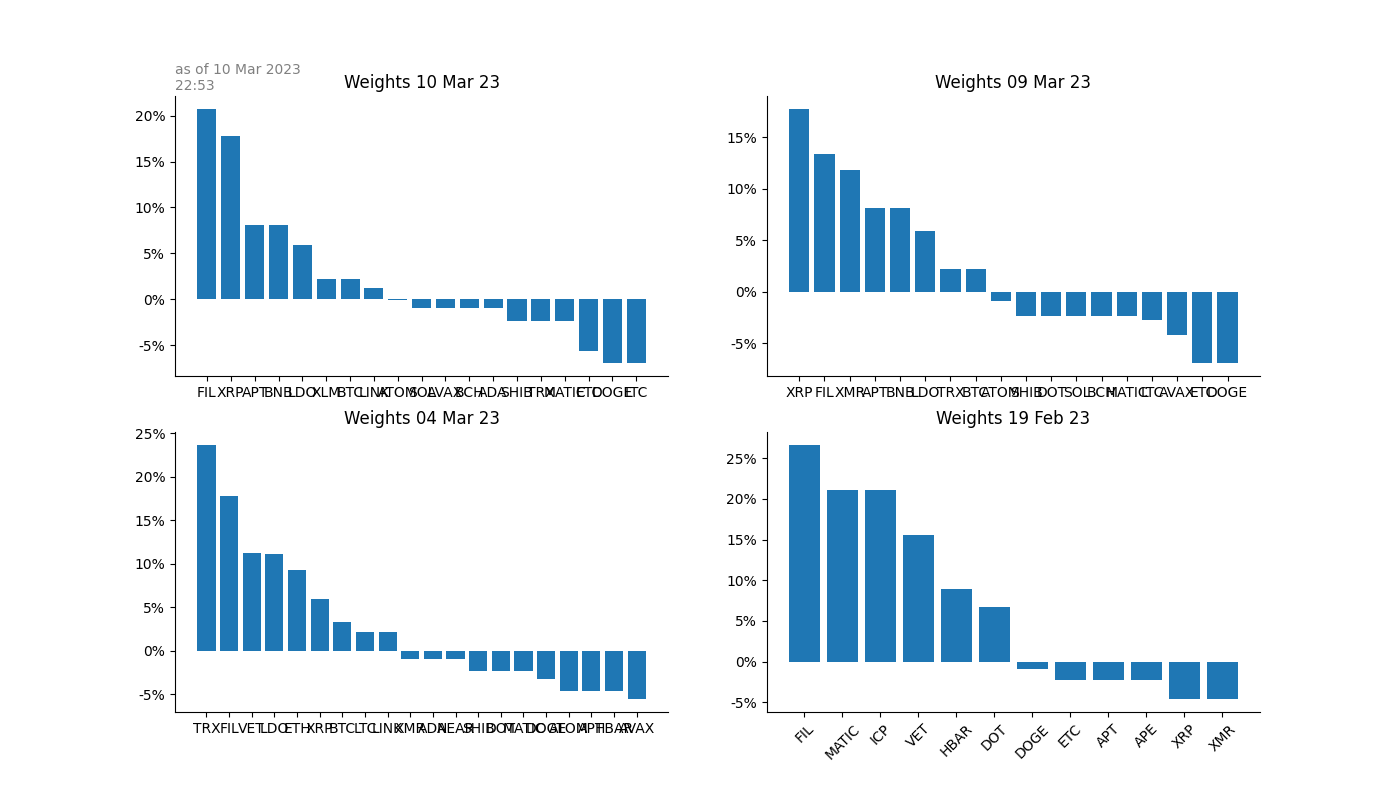 as of 10 Mar 2023
22:53
Weights 10 Mar 23
20%
15%
10%
5%
0%
-5%
FIL XRP APT BNB LDO XLM BTC LINK ATOM SOL AVAX BCH ADA SHIB TRX MATIC DOGE
Weights 09 Mar 23
15%
10%
5%
0%
-5%
XRP FIL XMR APT BNB LDO TRX BTC ATOM SHIB DOT SOL BCH MATIC LTC AVAX ETC DOGE
Weights 04 Mar 23
25%
20%
15%
10%
5%
0%
-5%
TRX FIL VET LDO ETH XRP BTC LTC LINK XMR NEAR SHIB DOT MATIC DOGE ATOM APT HBAR AVAX
Weights 19 Feb 23
25%
20%
15%
10%
5%
0%
-5%
FIL MATIC ICP VET HBAR DOT DOGE ETC APT APE XRP XMR